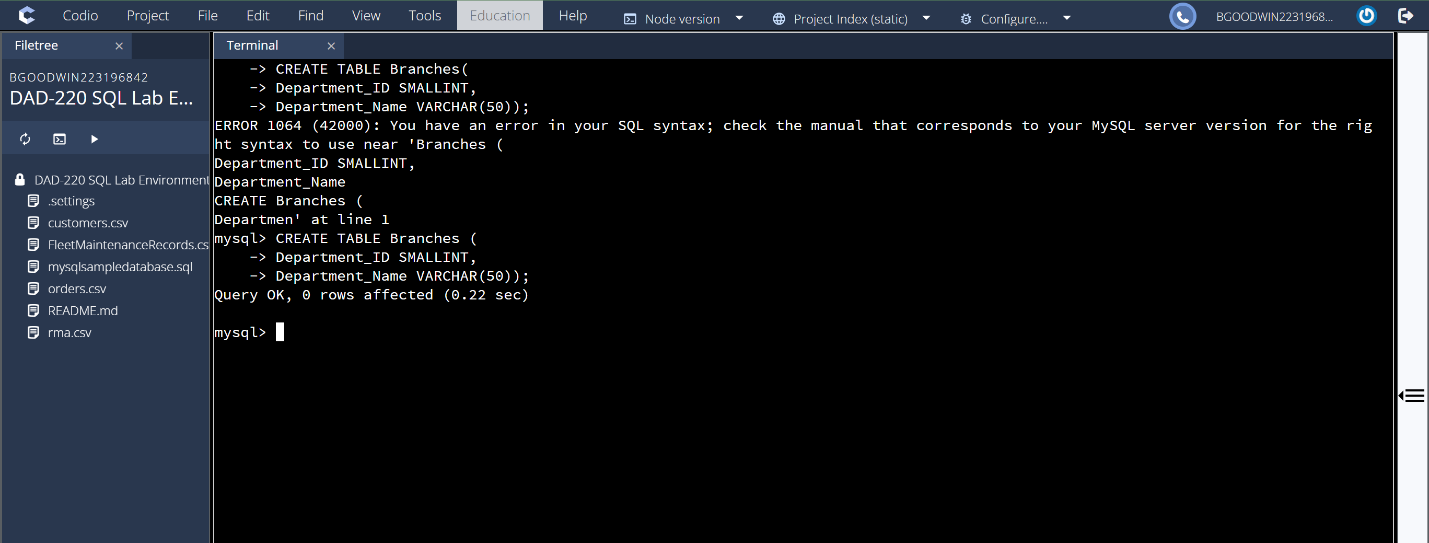 Codio Project File Edit Find View Tools Education Help Node version Project Index (static) Configure.... BGOODWIN2231968...
Filetree ×
BGOODWIN223196842
DAD-220 SQL Lab E...
DAD-220 SQL Lab Environment
.settings
customers.csv
FleetMaintenanceRecords.cs
mysqlsampledatabase.sql
orders.csv
README.md
rma.csv
Terminal ×
-> CREATE TABLE Branches(
-> Department_ID SMALLINT,
-> Department_Name VARCHAR(50));
ERROR 1064 (42000): You have an error in your SQL syntax; check the manual that corresponds to your MySQL server version for the rig
ht syntax to use near 'Branches (
Department_ID SMALLINT,
Department_Name
CREATE Branches (
Departmen' at line 1
mysql> CREATE TABLE Branches (
-> Department_ID SMALLINT,
-> Department_Name VARCHAR(50));
Query OK, 0 rows affected (0.22 sec)
mysql>